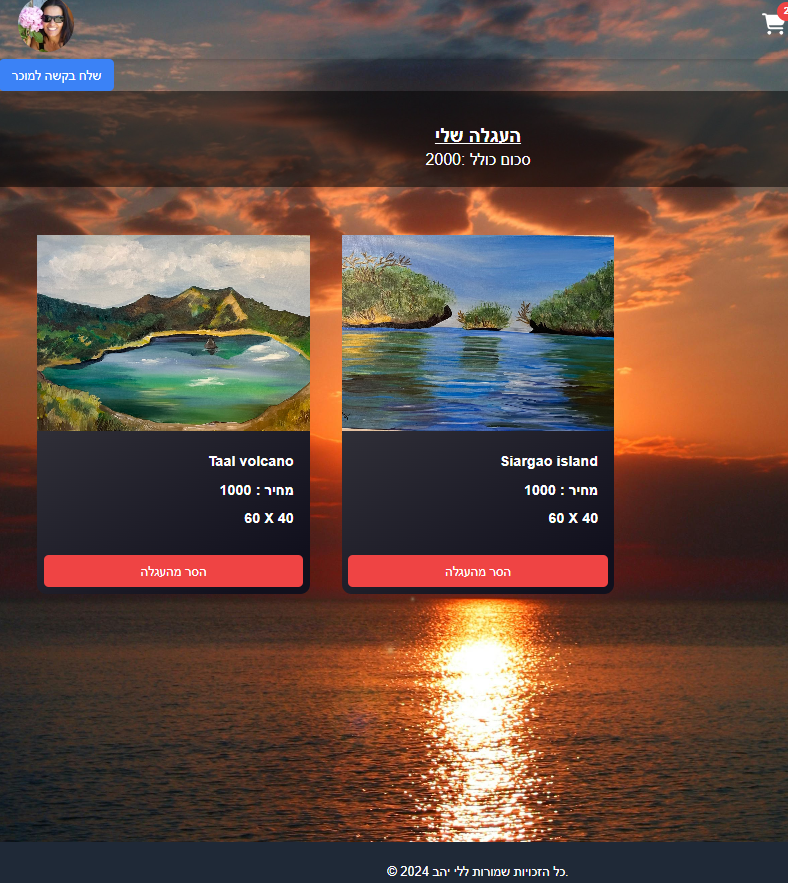 2
שלח בקשה למוכר
העגלה שלי
סכום כולל :2000
Taal volcano
מחיר : 1000
60 X 40
הסר מהעגלה
Siargao island
מחיר : 1000
60 X 40
הסר מהעגלה
© 2024 כל הזכויות שמורות ללי יהב.